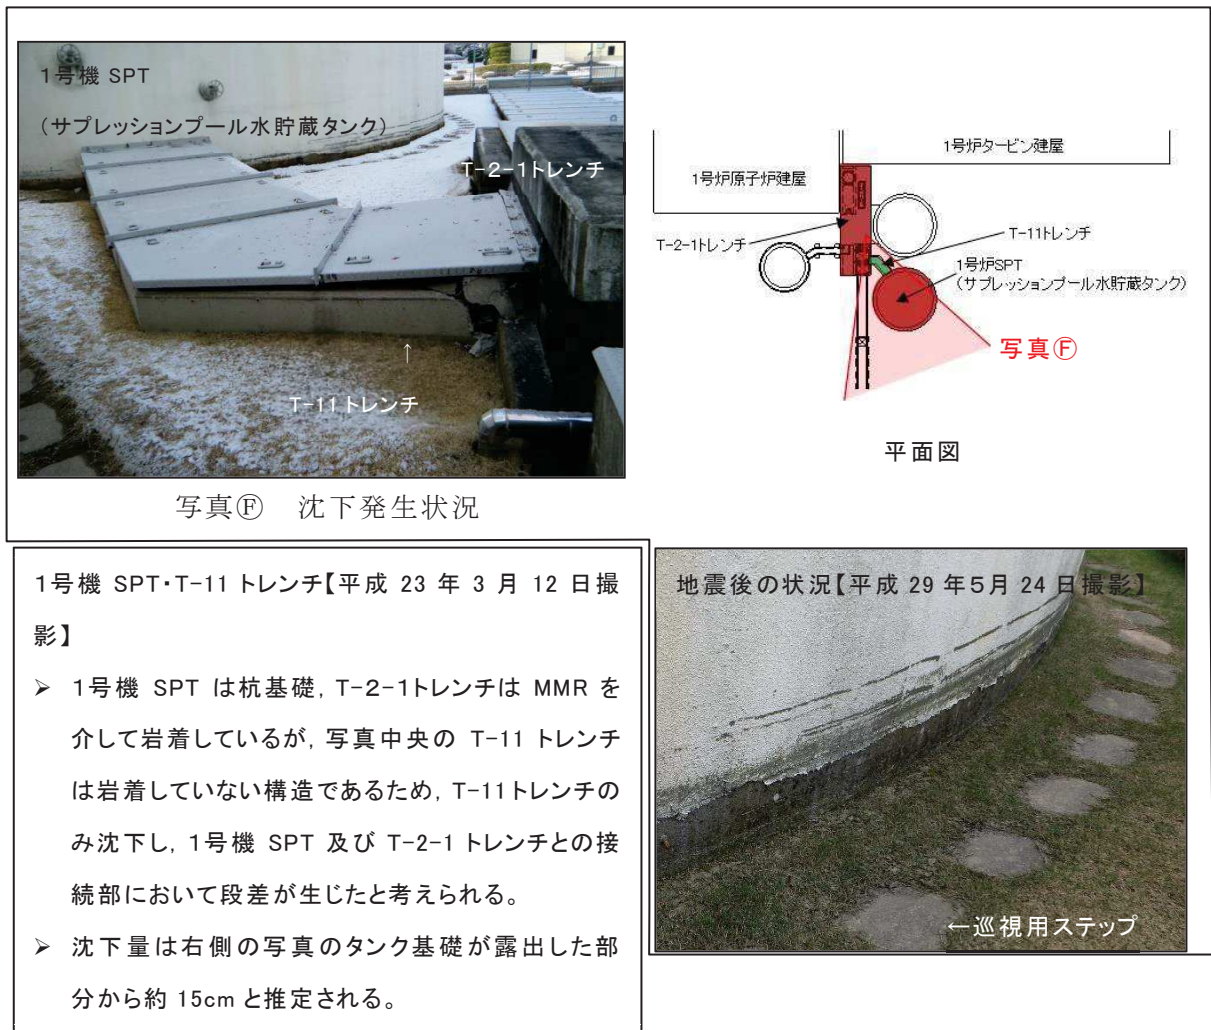 1号機 SPT
(サプレッションプール水貯蔵タンク)
T-2-1トレンチ
↑
T-11トレンチ
写真Ⓕ 沈下発生状況
1号炉タービン建屋
1号炉原子炉建屋
T-2-1トレンチ
T-11トレンチ
1号炉SPT
(サプレッションプール水貯蔵タンク)
写真Ⓕ
平面図
1号機 SPT・T-11 トレンチ【平成 23 年 3 月 12 日撮
影】
➢ 1号機 SPT は杭基礎, T-2-1トレンチは MMR を
介して岩着しているが, 写真中央の T-11 トレンチ
は岩着していない構造であるため, T-11トレンチの
み沈下し, 1号機 SPT 及び T-2-1 トレンチとの接
続部において段差が生じたと考えられる。
➢ 沈下量は右側の写真のタンク基礎が露出した部
分から約 15cm と推定される。
地震後の状況【平成 29 年5月 24 日撮影】
←巡視用ステップ